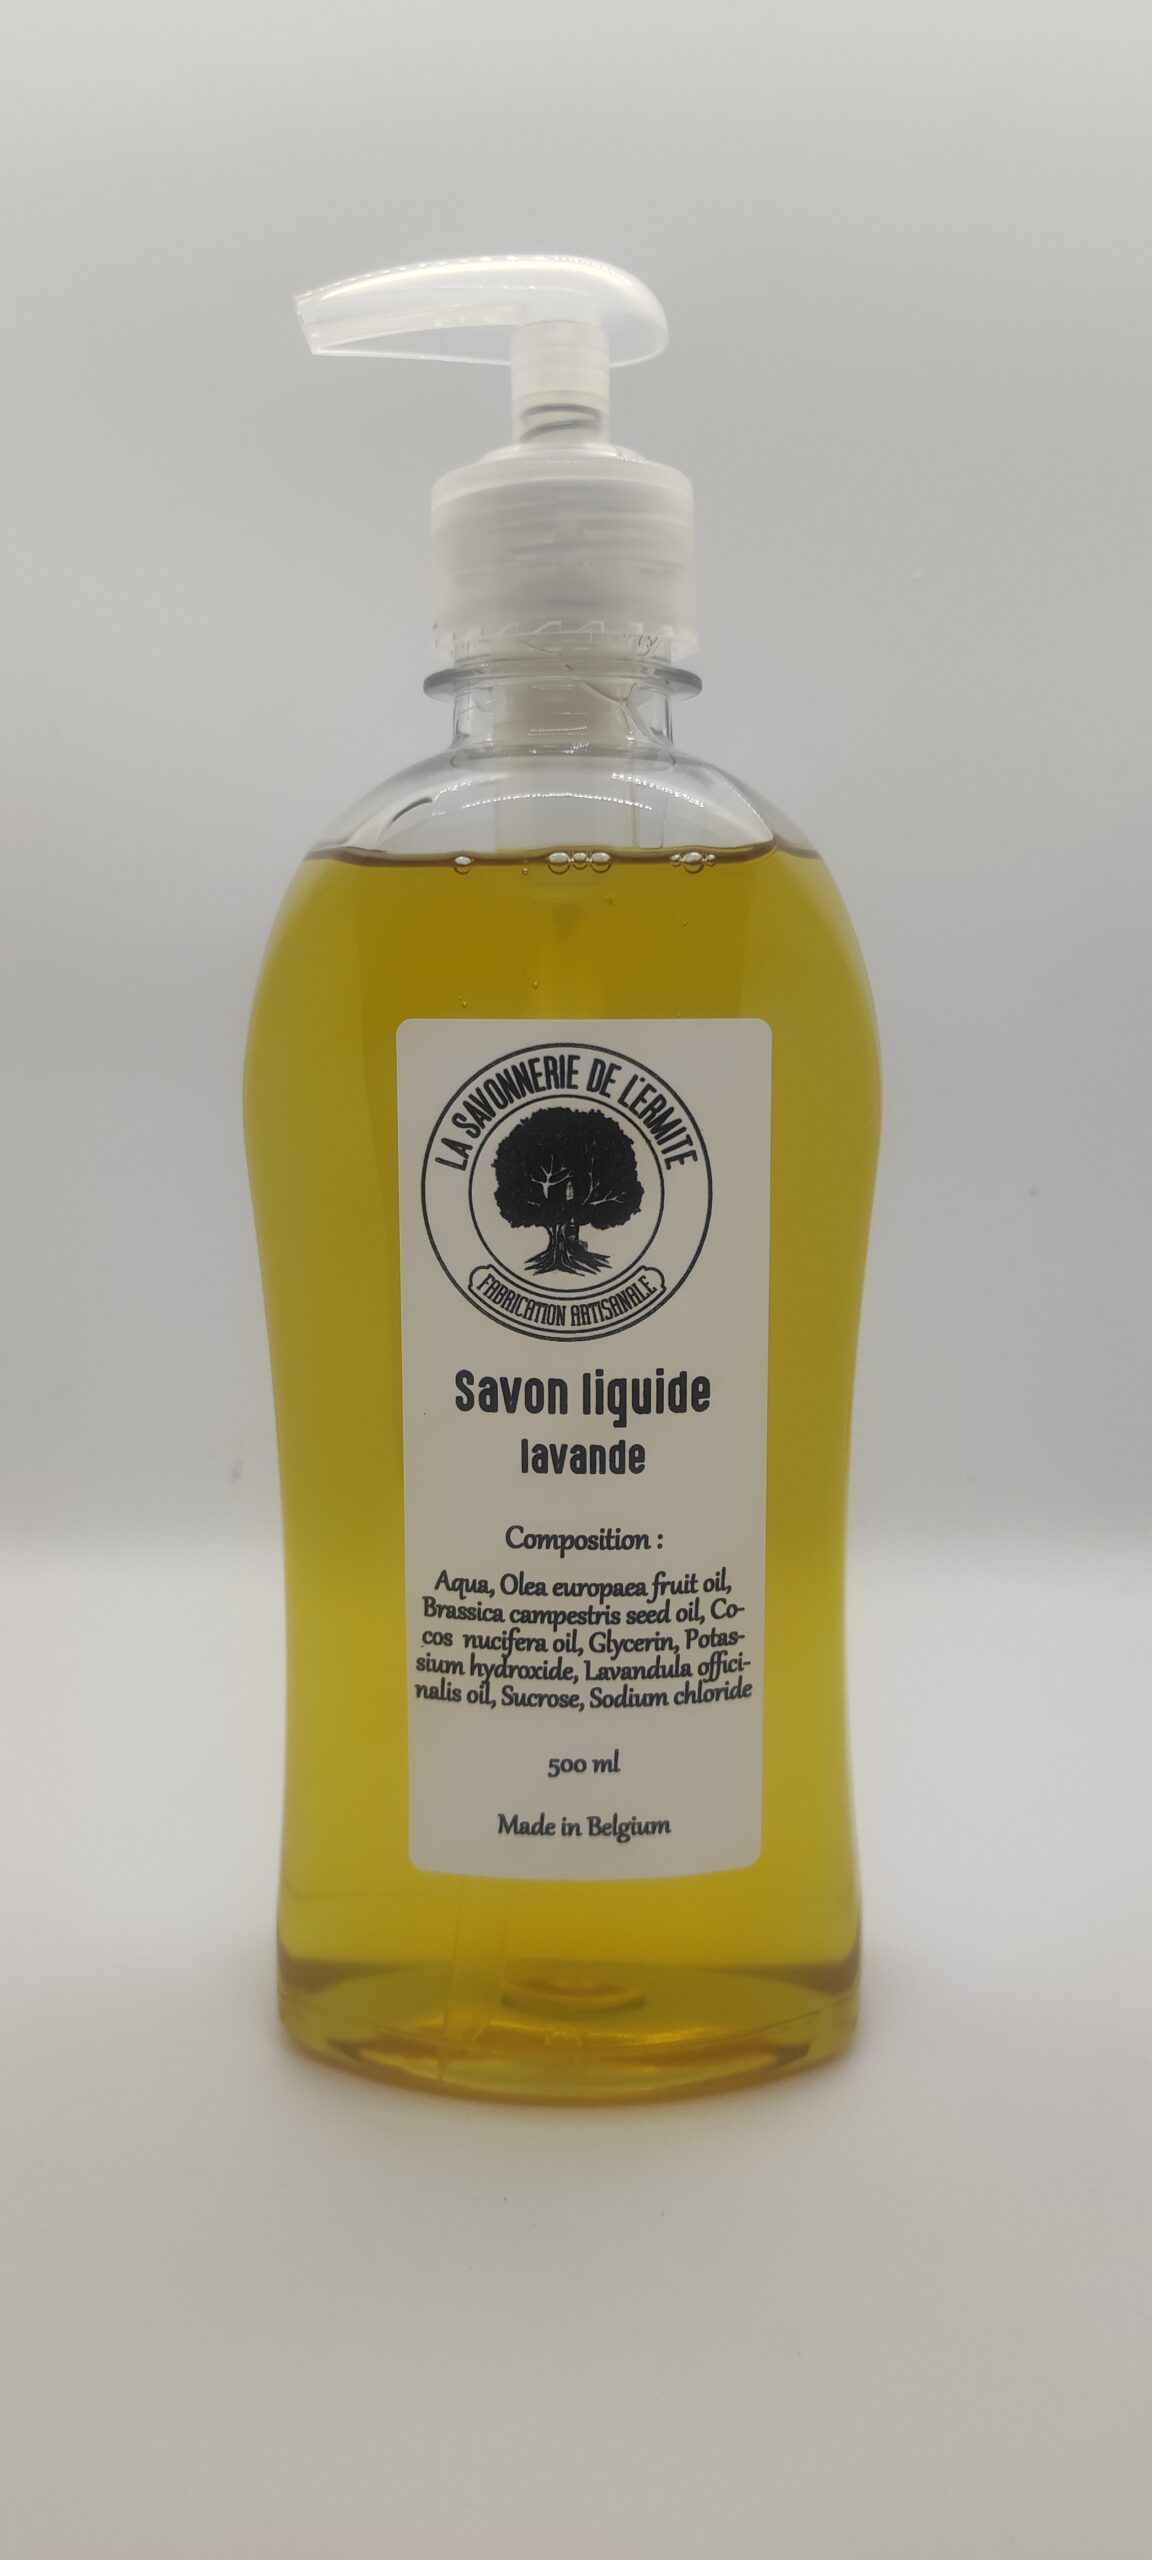 LA SAVONNERIE DE L'ERMITE
FABRICATION ARTISANALE
Savon liquide
lavande
Composition :
Aqua, Olea europaea fruit oil,
Brassica campestris seed oil, Co-
cos nucifera oil, Glycerin, Potas-
sium hydroxide, Lavandula offici-
nalis oil, Sucrose, Sodium chloride
500 ml
Made in Belgium